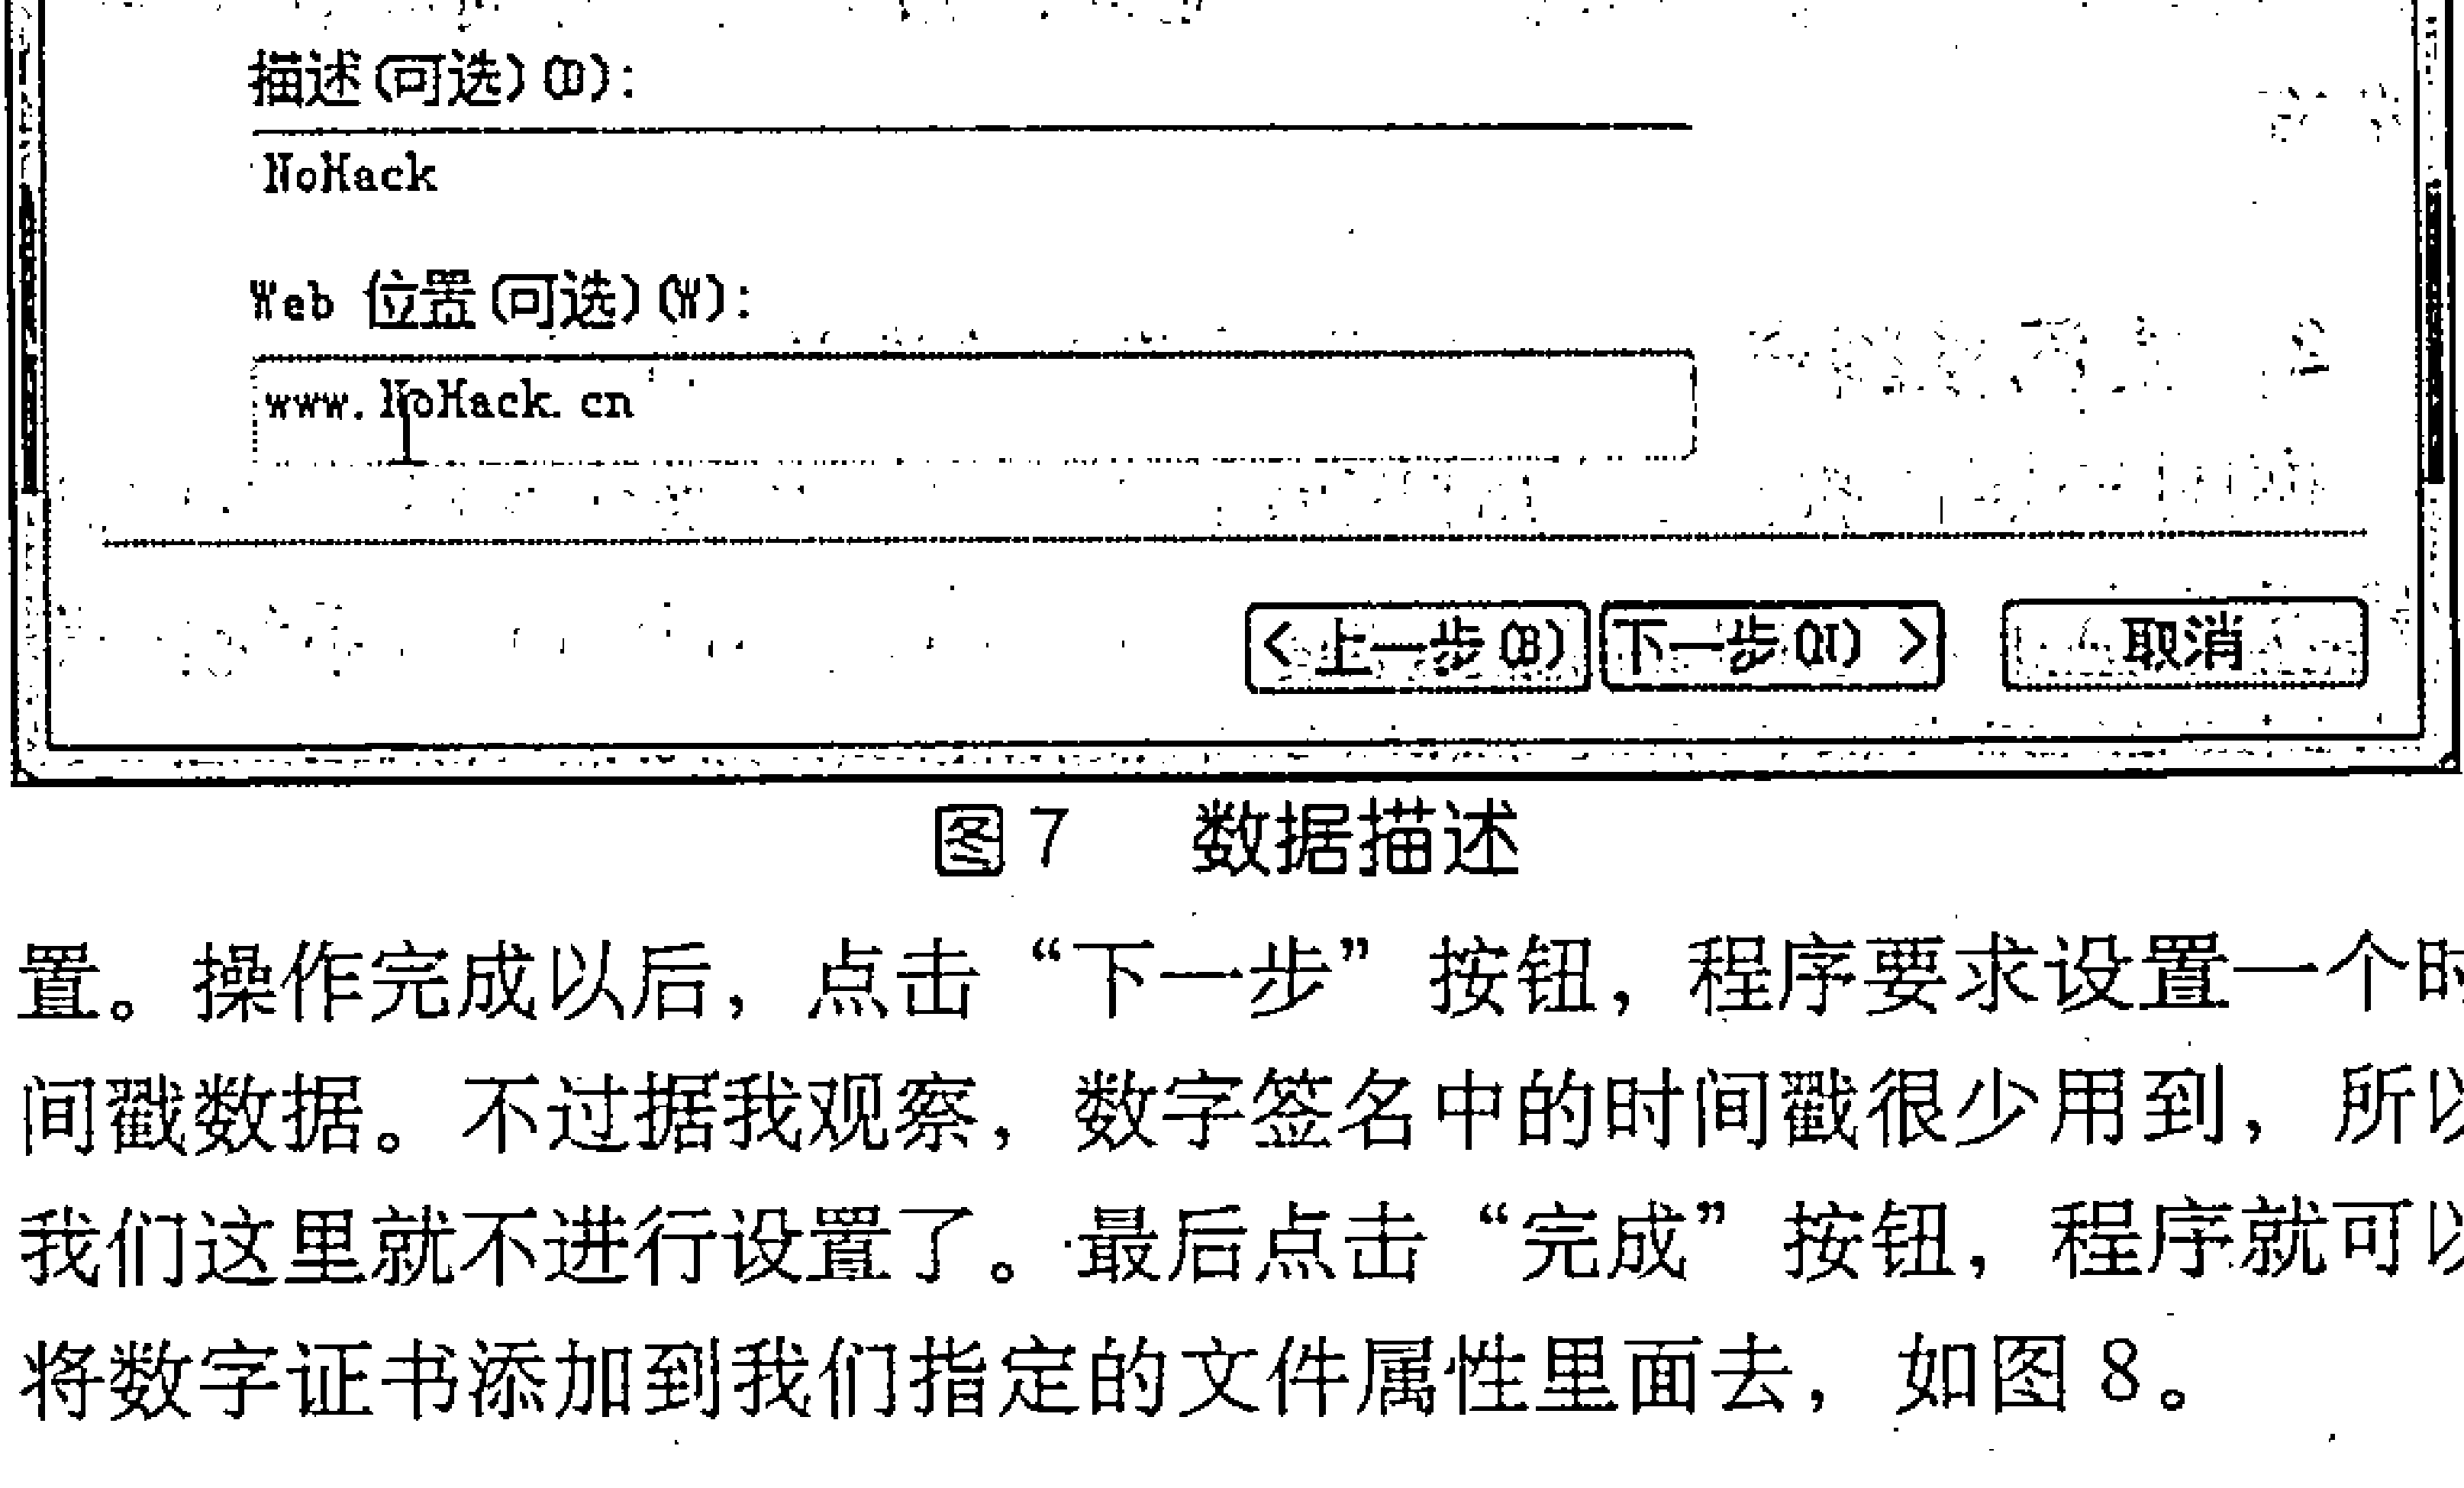 描述(可选)(D):
NoHack
Web 位置(可选)(W):
www.NoHack.cn
< 上一步(B) 下一步(N) > 取消
图7 数据描述
置。操作完成以后，点击“下一步”按钮，程序要求设置一个时
间戳数据。不过据我观察，数字签名中的时间戳很少用到，所以
我们这里就不进行设置了。最后点击“完成”按钮，程序就可以
将数字证书添加到我们指定的文件属性里面去，如图8。